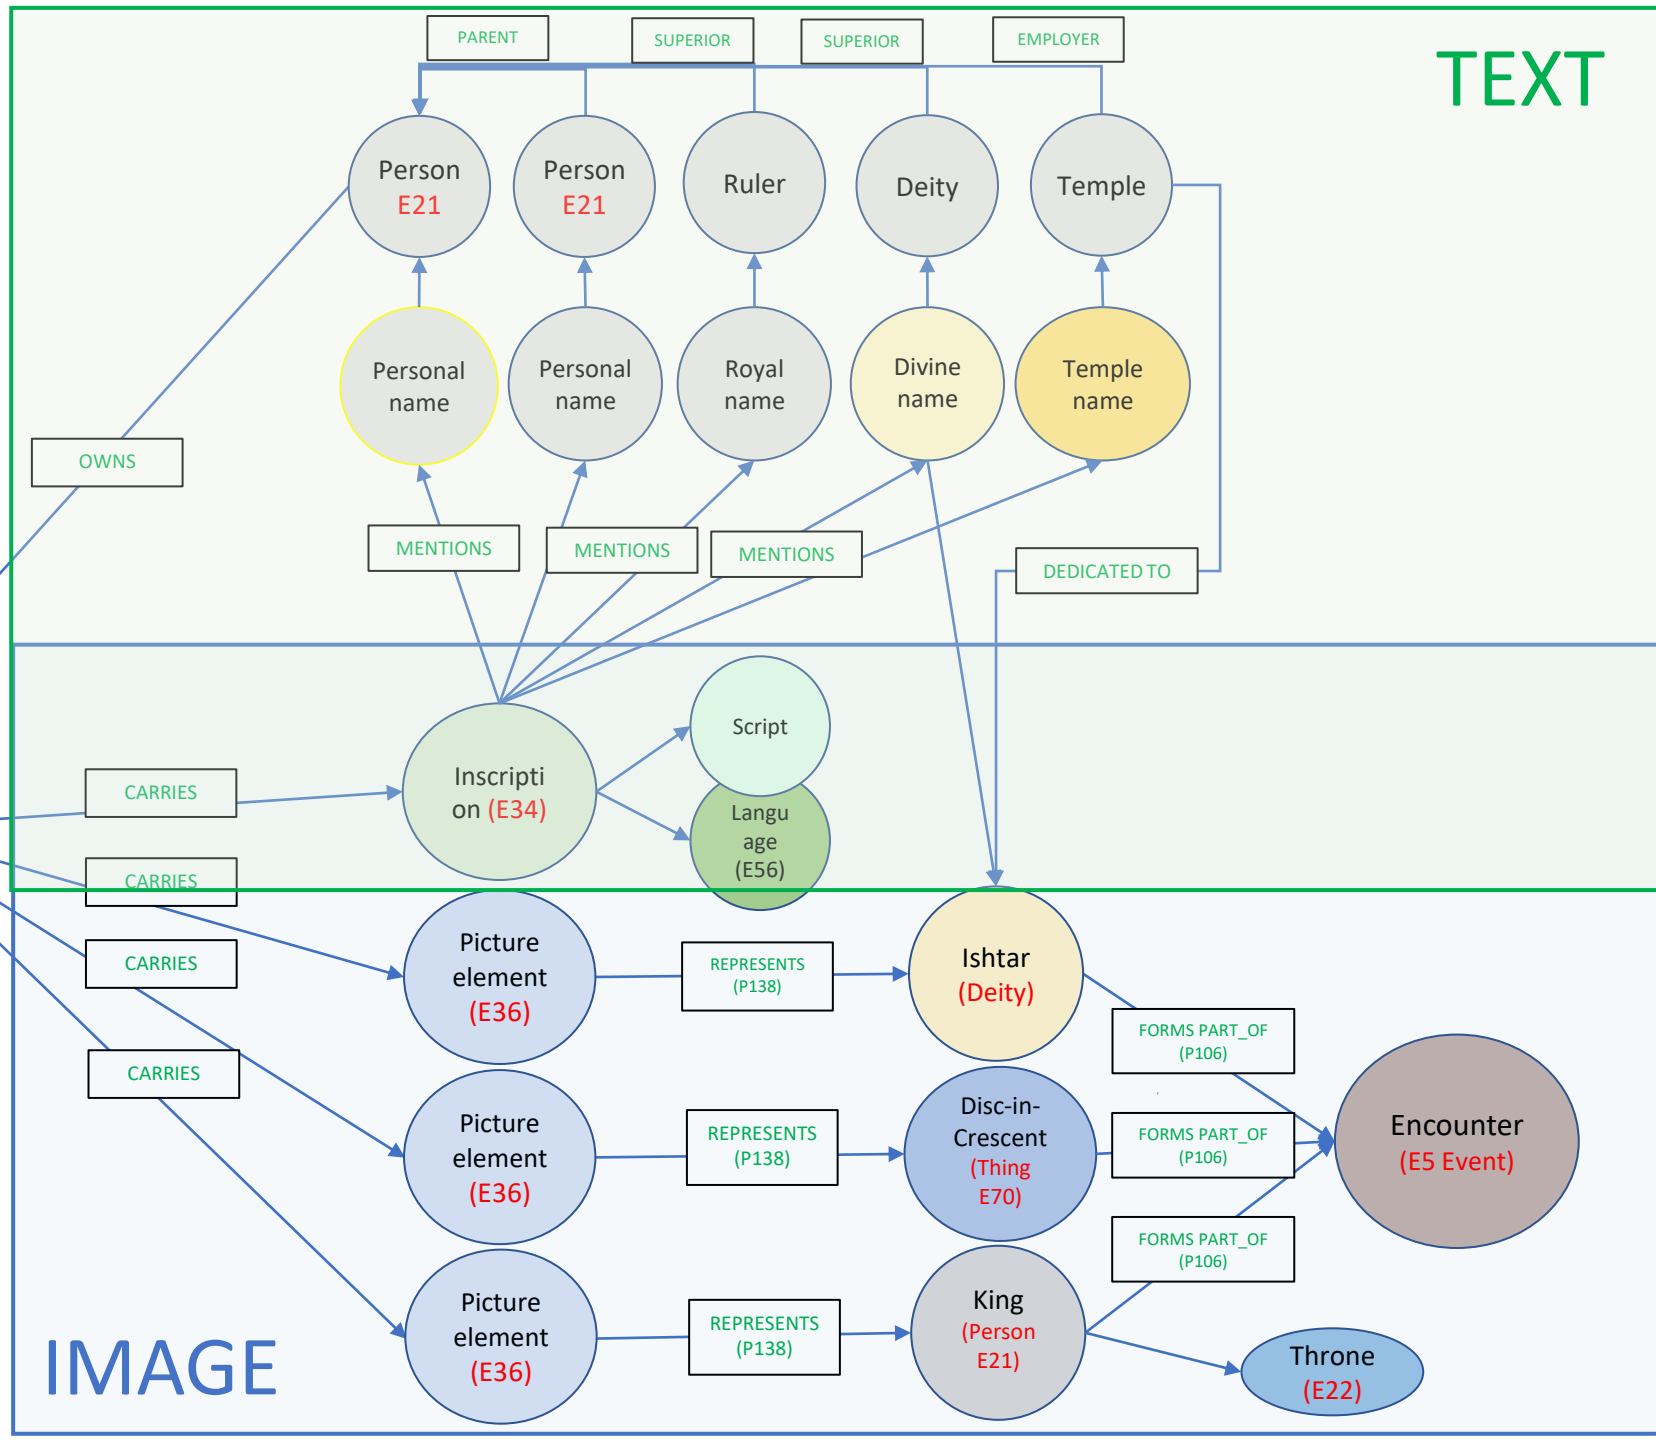 PARENT
SUPERIOR
SUPERIOR
EMPLOYER
TEXT
Person
E21
Person
E21
Ruler
Deity
Temple
Personal
name
Personal
name
Royal
name
Divine
name
Temple
name
OWNS
MENTIONS
MENTIONS
MENTIONS
DEDICATED TO
Script
CARRIES
Inscripti
on (E34)
Langu
age
(E56)
CARRIES
Picture
element
(E36)
REPRESENTS
(P138)
Ishtar
(Deity)
CARRIES
FORMS PART_OF
(P106)
CARRIES
Picture
element
(E36)
REPRESENTS
(P138)
Disc-in-
Crescent
(Thing
E70)
FORMS PART_OF
(P106)
Encounter
(E5 Event)
FORMS PART_OF
(P106)
Picture
element
(E36)
REPRESENTS
(P138)
King
(Person
E21)
Throne
(E22)
IMAGE